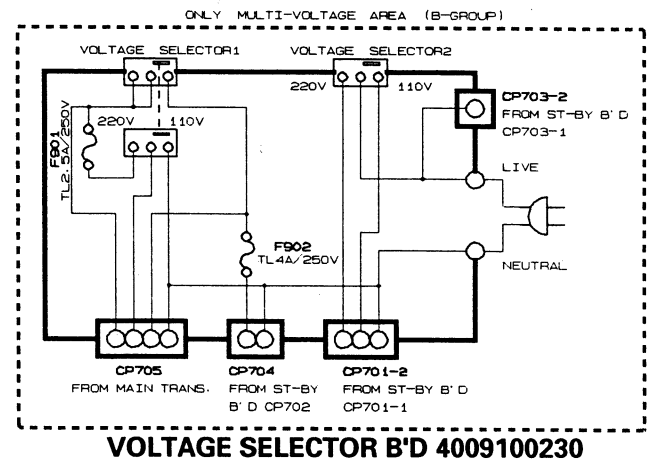 ONLY MULTI-VOLTAGE AREA (B-GROUP)
VOLTAGE SELECTOR1
VOLTAGE SELECTOR2
220V
110V
CP703-2
FROM ST-BY B'D
CP703-1
220V
110V
F901
TL2.5A/250V
LIVE
F902
TL4A/250V
NEUTRAL
CP705
FROM MAIN TRANS.
CP704
FROM ST-BY
B'D CP702
CP701-2
FROM ST-BY B'D
CP701-1
VOLTAGE SELECTOR B'D 4009100230